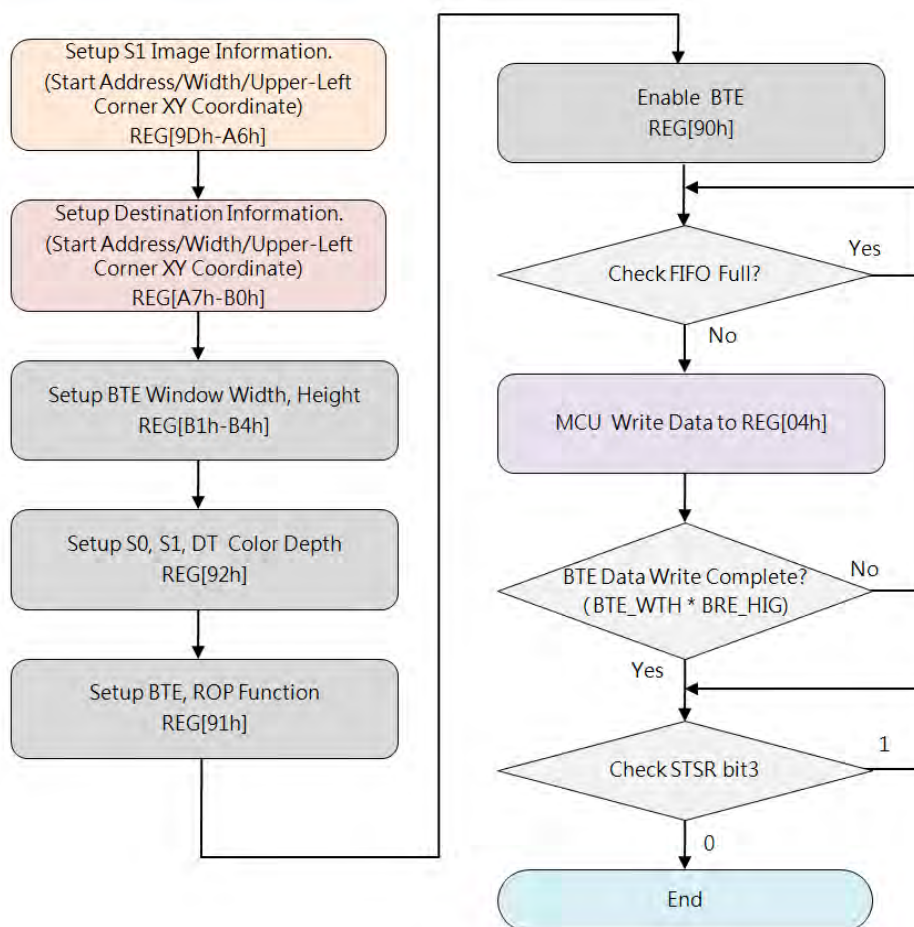 Setup S1 Image Information.
(Start Address/Width/Upper-Left
Corner XY Coordinate)
REG[9Dh-A6h]
Setup Destination Information.
(Start Address/Width/Upper-Left
Corner XY Coordinate)
REG[A7h-B0h]
Setup BTE Window Width, Height
REG[B1h-B4h]
Setup S0, S1, DT Color Depth
REG[92h]
Setup BTE, ROP Function
REG[91h]
Enable BTE
REG[90h]
Check FIFO Full?
Yes
No
MCU Write Data to REG[04h]
BTE Data Write Complete?
( BTE_WTH * BRE_HIG)
No
Yes
Check STSR bit3
1
0
End